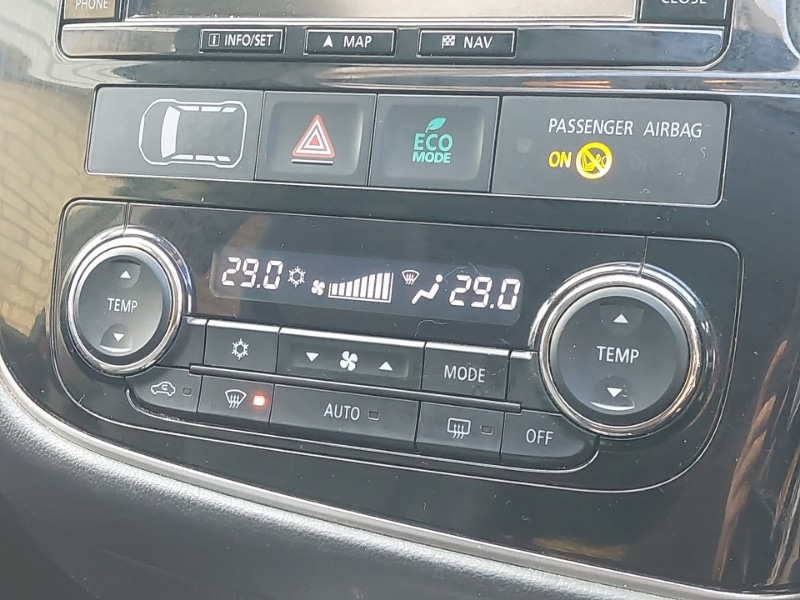 PHONE
CLOSE
INFO/SET MAP NAV
ECO
MODE
PASSENGER AIRBAG
ON
29.0 29.0
TEMP
TEMP
MODE
AUTO
OFF